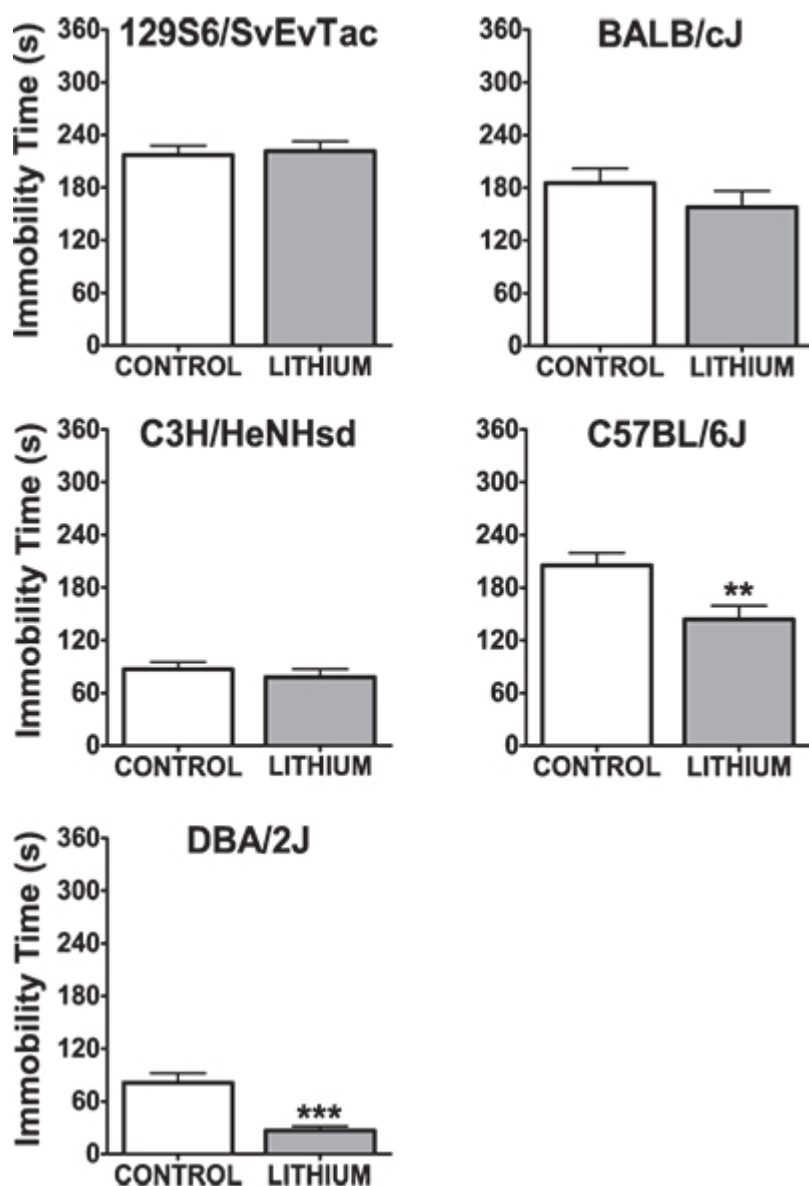 129S6/SvEvTac
Immobility Time (s)
360
300
240
180
120
60
0
CONTROL LITHIUM
BALB/cJ
360
300
240
180
120
60
0
CONTROL LITHIUM
C3H/HeNHsd
Immobility Time (s)
360
300
240
180
120
60
0
CONTROL LITHIUM
C57BL/6J
360
300
240
180
120
60
0
**
CONTROL LITHIUM
DBA/2J
Immobility Time (s)
360
300
240
180
120
60
0
***
CONTROL LITHIUM